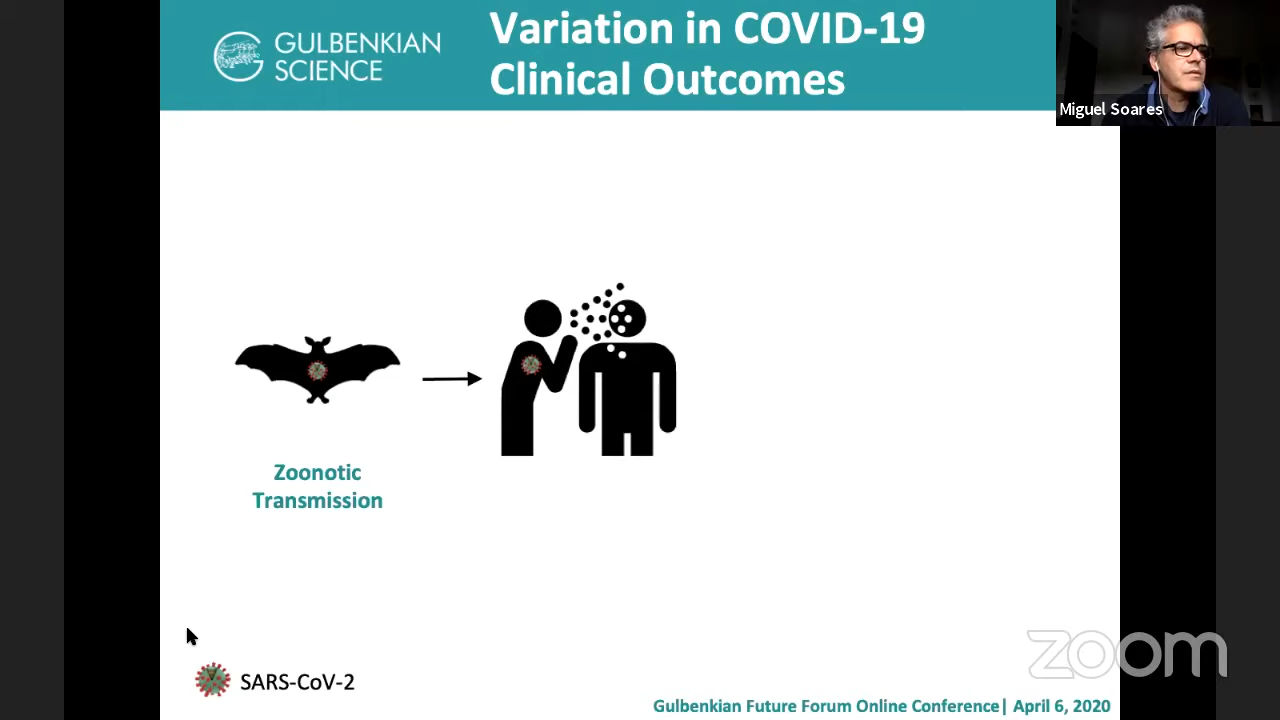 GULBENKIAN
SCIENCE
Variation in COVID-19
Clinical Outcomes
Miguel Soares
Zoonotic
Transmission
SARS-CoV-2
zoom
Gulbenkian Future Forum Online Conference| April 6, 2020